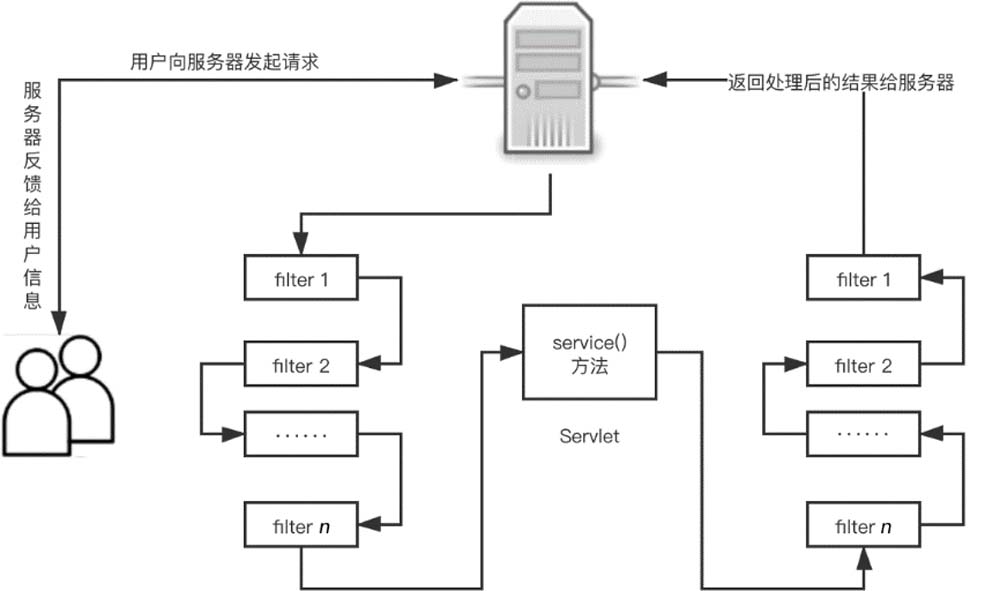 用户向服务器发起请求
服务器反馈给用户信息
返回处理后的结果给服务器
filter 1
filter 2
······
filter n
service()
方法
Servlet
filter 1
filter 2
······
filter n